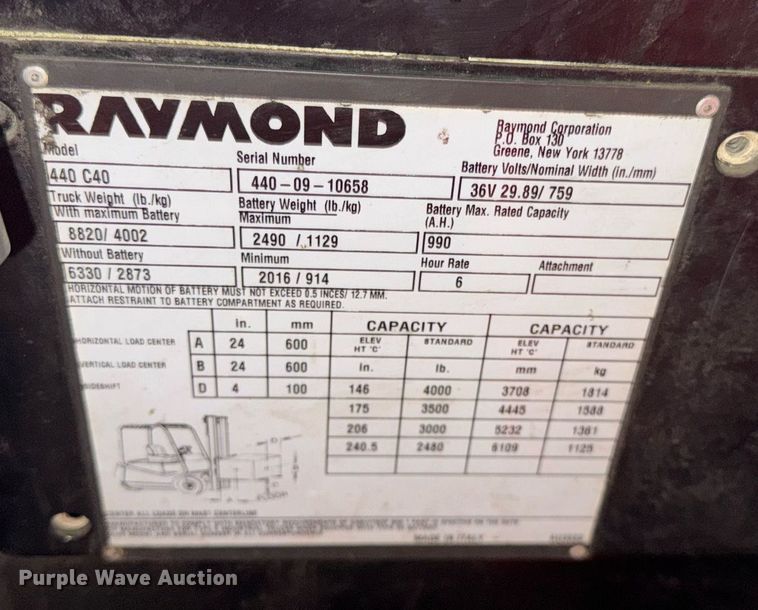 RAYMOND
Raymond Corporation
P.O. Box 130
Greene, New York 13778
Model
440 C40
Serial Number
440-09-10658
Battery Volts/Nominal Width (in./mm)
36V 29.89/ 759
Truck Weight (lb./kg)
With maximum Battery
8820/ 4002
Battery Weight (lb./kg)
Maximum
2490 / 1129
Battery Max. Rated Capacity
(A.H.)
990
Without Battery
6330 / 2873
Minimum
2016 / 914
Hour Rate
6
Attachment
HORIZONTAL MOTION OF BATTERY MUST NOT EXCEED 0.5 INCES/ 12.7 MM.
ATTACH RESTRAINT TO BATTERY COMPARTMENT AS REQUIRED.
in. mm CAPACITY CAPACITY
HORIZONTAL LOAD CENTER A 24 600 ELEV HT 'C' STANDARD ELEV HT 'C' STANDARD
VERTICAL LOAD CENTER B 24 600 in. lb. mm kg
SIDESHIFT D 4 100 146 4000 3708 1814
175 3500 4445 1588
206 3000 5232 1361
240.5 2480 6109 1125
CENTER ALL LOADS ON MAST CENTERLINE
MADE IN ITALY
Purple Wave Auction